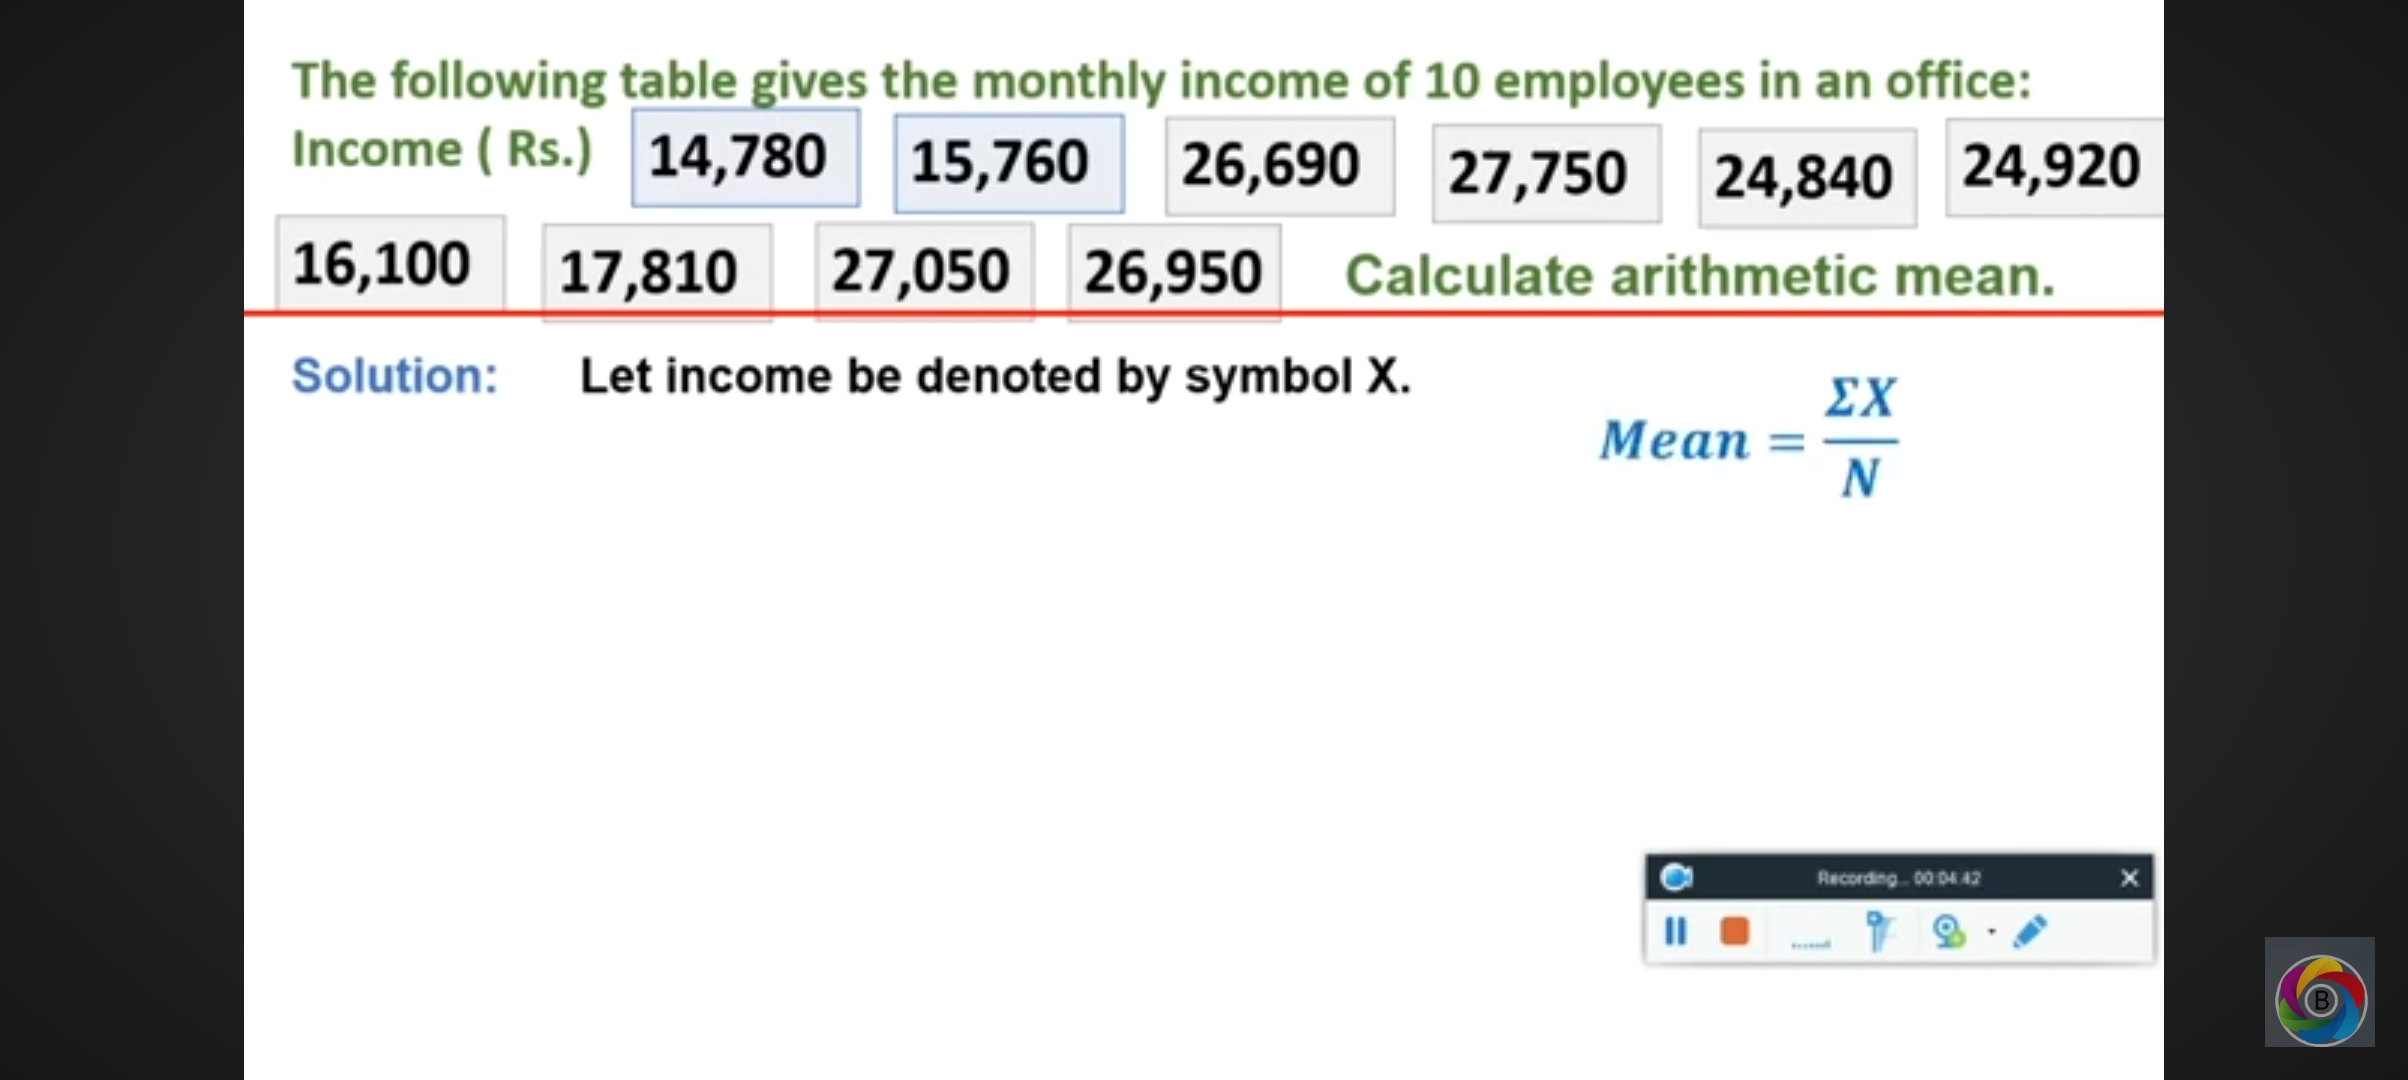 The following table gives the monthly income of 10 employees in an office:
Income ( Rs.) 14,780 15,760 26,690 27,750 24,840 24,920
16,100 17,810 27,050 26,950 Calculate arithmetic mean.
Solution: Let income be denoted by symbol X.
Mean = ΣX / N
Recording... 00:04:42
B